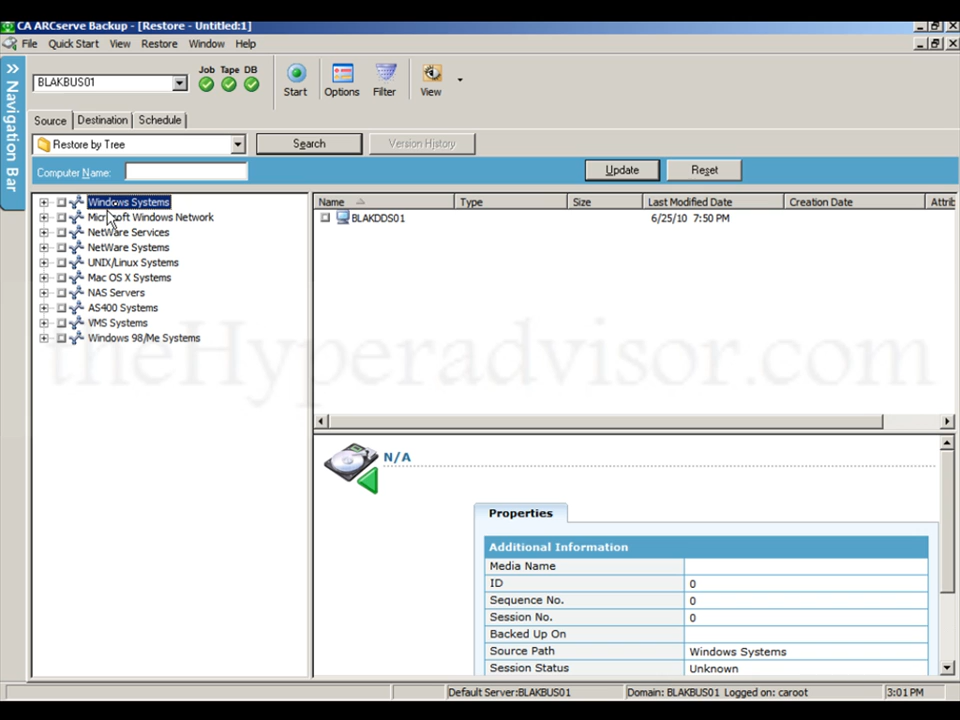 CA ARCserve Backup - [Restore - Untitled:1]
File Quick Start View Restore Window Help
BLAKBUS01
Job Tape DB
Start Options Filter View
Navigation Bar
Source Destination Schedule
Restore by Tree Search Version History
Computer Name: Update Reset
Windows Systems
Microsoft Windows Network
NetWare Services
NetWare Systems
UNIX/Linux Systems
Mac OS X Systems
NAS Servers
AS400 Systems
VMS Systems
Windows 98/Me Systems
Name Type Size Last Modified Date Creation Date Attrib
BLAKDDS01 6/25/10 7:50 PM
theHyperadvisor.com
N/A
Properties
Additional Information
Media Name
ID 0
Sequence No. 0
Session No. 0
Backed Up On
Source Path Windows Systems
Session Status Unknown
Default Server:BLAKBUS01 Domain: BLAKBUS01 Logged on: caroot 3:01 PM